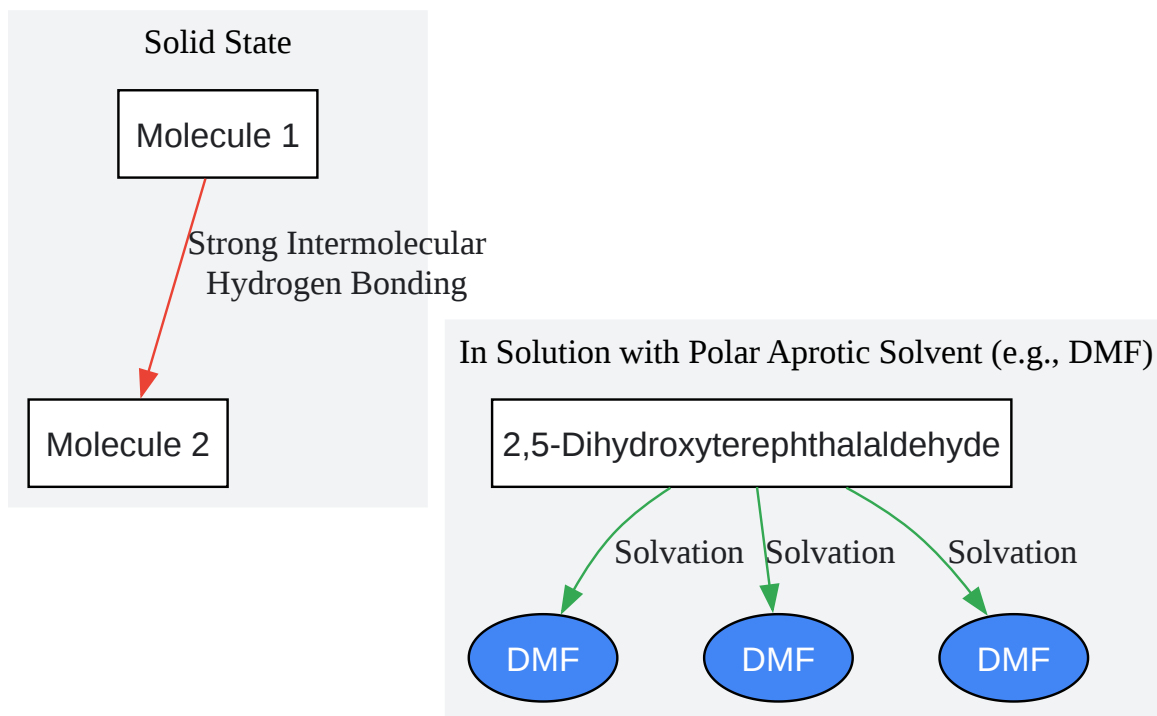 Solid State
Molecule 1
Strong Intermolecular
Hydrogen Bonding
Molecule 2
In Solution with Polar Aprotic Solvent (e.g., DMF)
2,5-Dihydroxyterephthalaldehyde
Solvation Solvation Solvation
DMF DMF DMF